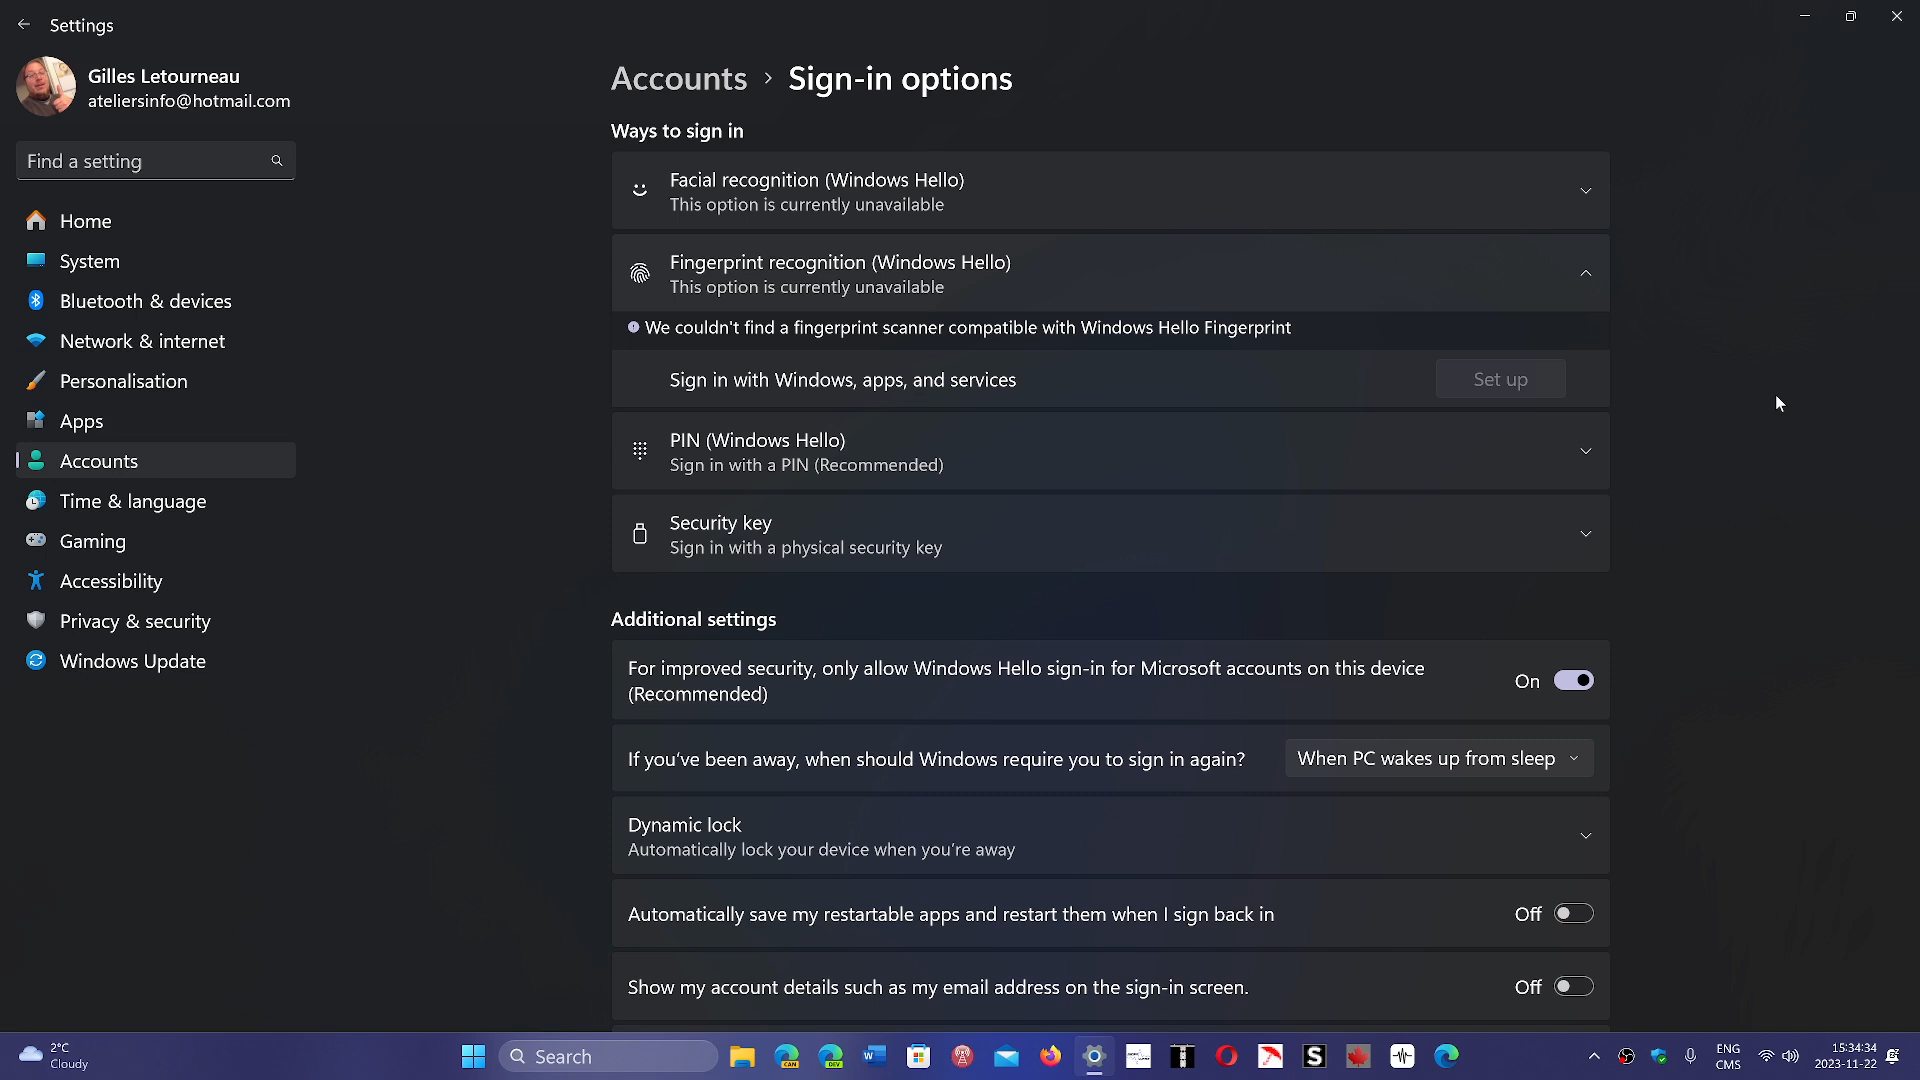 Settings
Gilles Letourneau
ateliersinfo@hotmail.com
Find a setting
Home
System
Bluetooth & devices
Network & internet
Personalisation
Apps
Accounts
Time & language
Gaming
Accessibility
Privacy & security
Windows Update
Accounts > Sign-in options
Ways to sign in
Facial recognition (Windows Hello)
This option is currently unavailable
Fingerprint recognition (Windows Hello)
This option is currently unavailable
We couldn't find a fingerprint scanner compatible with Windows Hello Fingerprint
Sign in with Windows, apps, and services
Set up
PIN (Windows Hello)
Sign in with a PIN (Recommended)
Security key
Sign in with a physical security key
Additional settings
For improved security, only allow Windows Hello sign-in for Microsoft accounts on this device
(Recommended)
On
If you've been away, when should Windows require you to sign in again?
When PC wakes up from sleep
Dynamic lock
Automatically lock your device when you're away
Automatically save my restartable apps and restart them when I sign back in
Off
Show my account details such as my email address on the sign-in screen.
Off
2°C
Cloudy
Search
CAN
DEV
W
S
ENG
CMS
15:34:34
2023-11-22